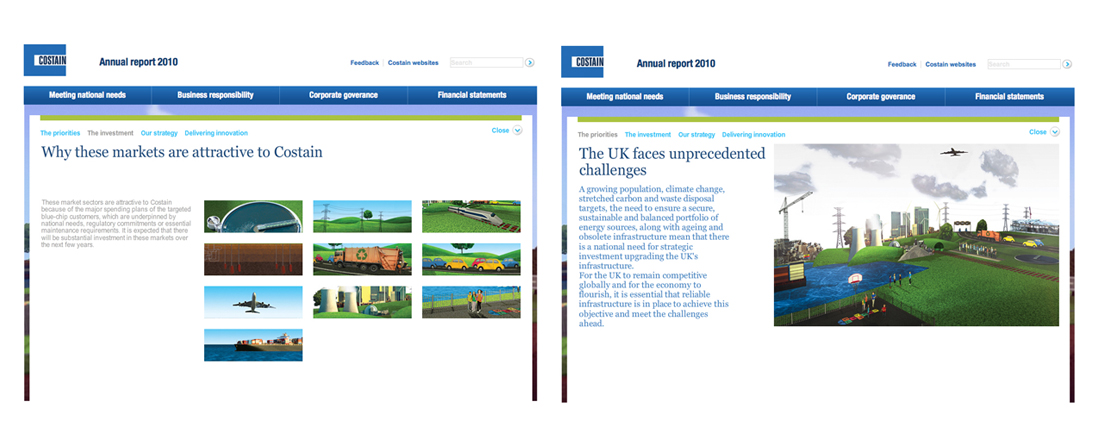 COSTAIN
Annual report 2010
Feedback
Costain websites
Search
Meeting national needs
Business responsibility
Corporate goverance
Financial statements
The priorities
The investment
Our strategy
Delivering innovation
Close
Why these markets are attractive to Costain
These market sectors are attractive to Costain
because of the major spending plans of the targeted
blue-chip customers, which are underpinned by
national needs, regulatory commitments or essential
maintenance requirements. It is expected that there
will be substantial investment in these markets over
the next few years.
COSTAIN
Annual report 2010
Feedback
Costain websites
Search
Meeting national needs
Business responsibility
Corporate goverance
Financial statements
The priorities
The investment
Our strategy
Delivering innovation
Close
The UK faces unprecedented
challenges
A growing population, climate change,
stretched carbon and waste disposal
targets, the need to ensure a secure,
sustainable and balanced portfolio of
energy sources, along with ageing and
obsolete infrastructure mean that there
is a national need for strategic
investment upgrading the UK's
infrastructure.
For the UK to remain competitive
globally and for the economy to
flourish, it is essential that reliable
infrastructure is in place to achieve this
objective and meet the challenges
ahead.